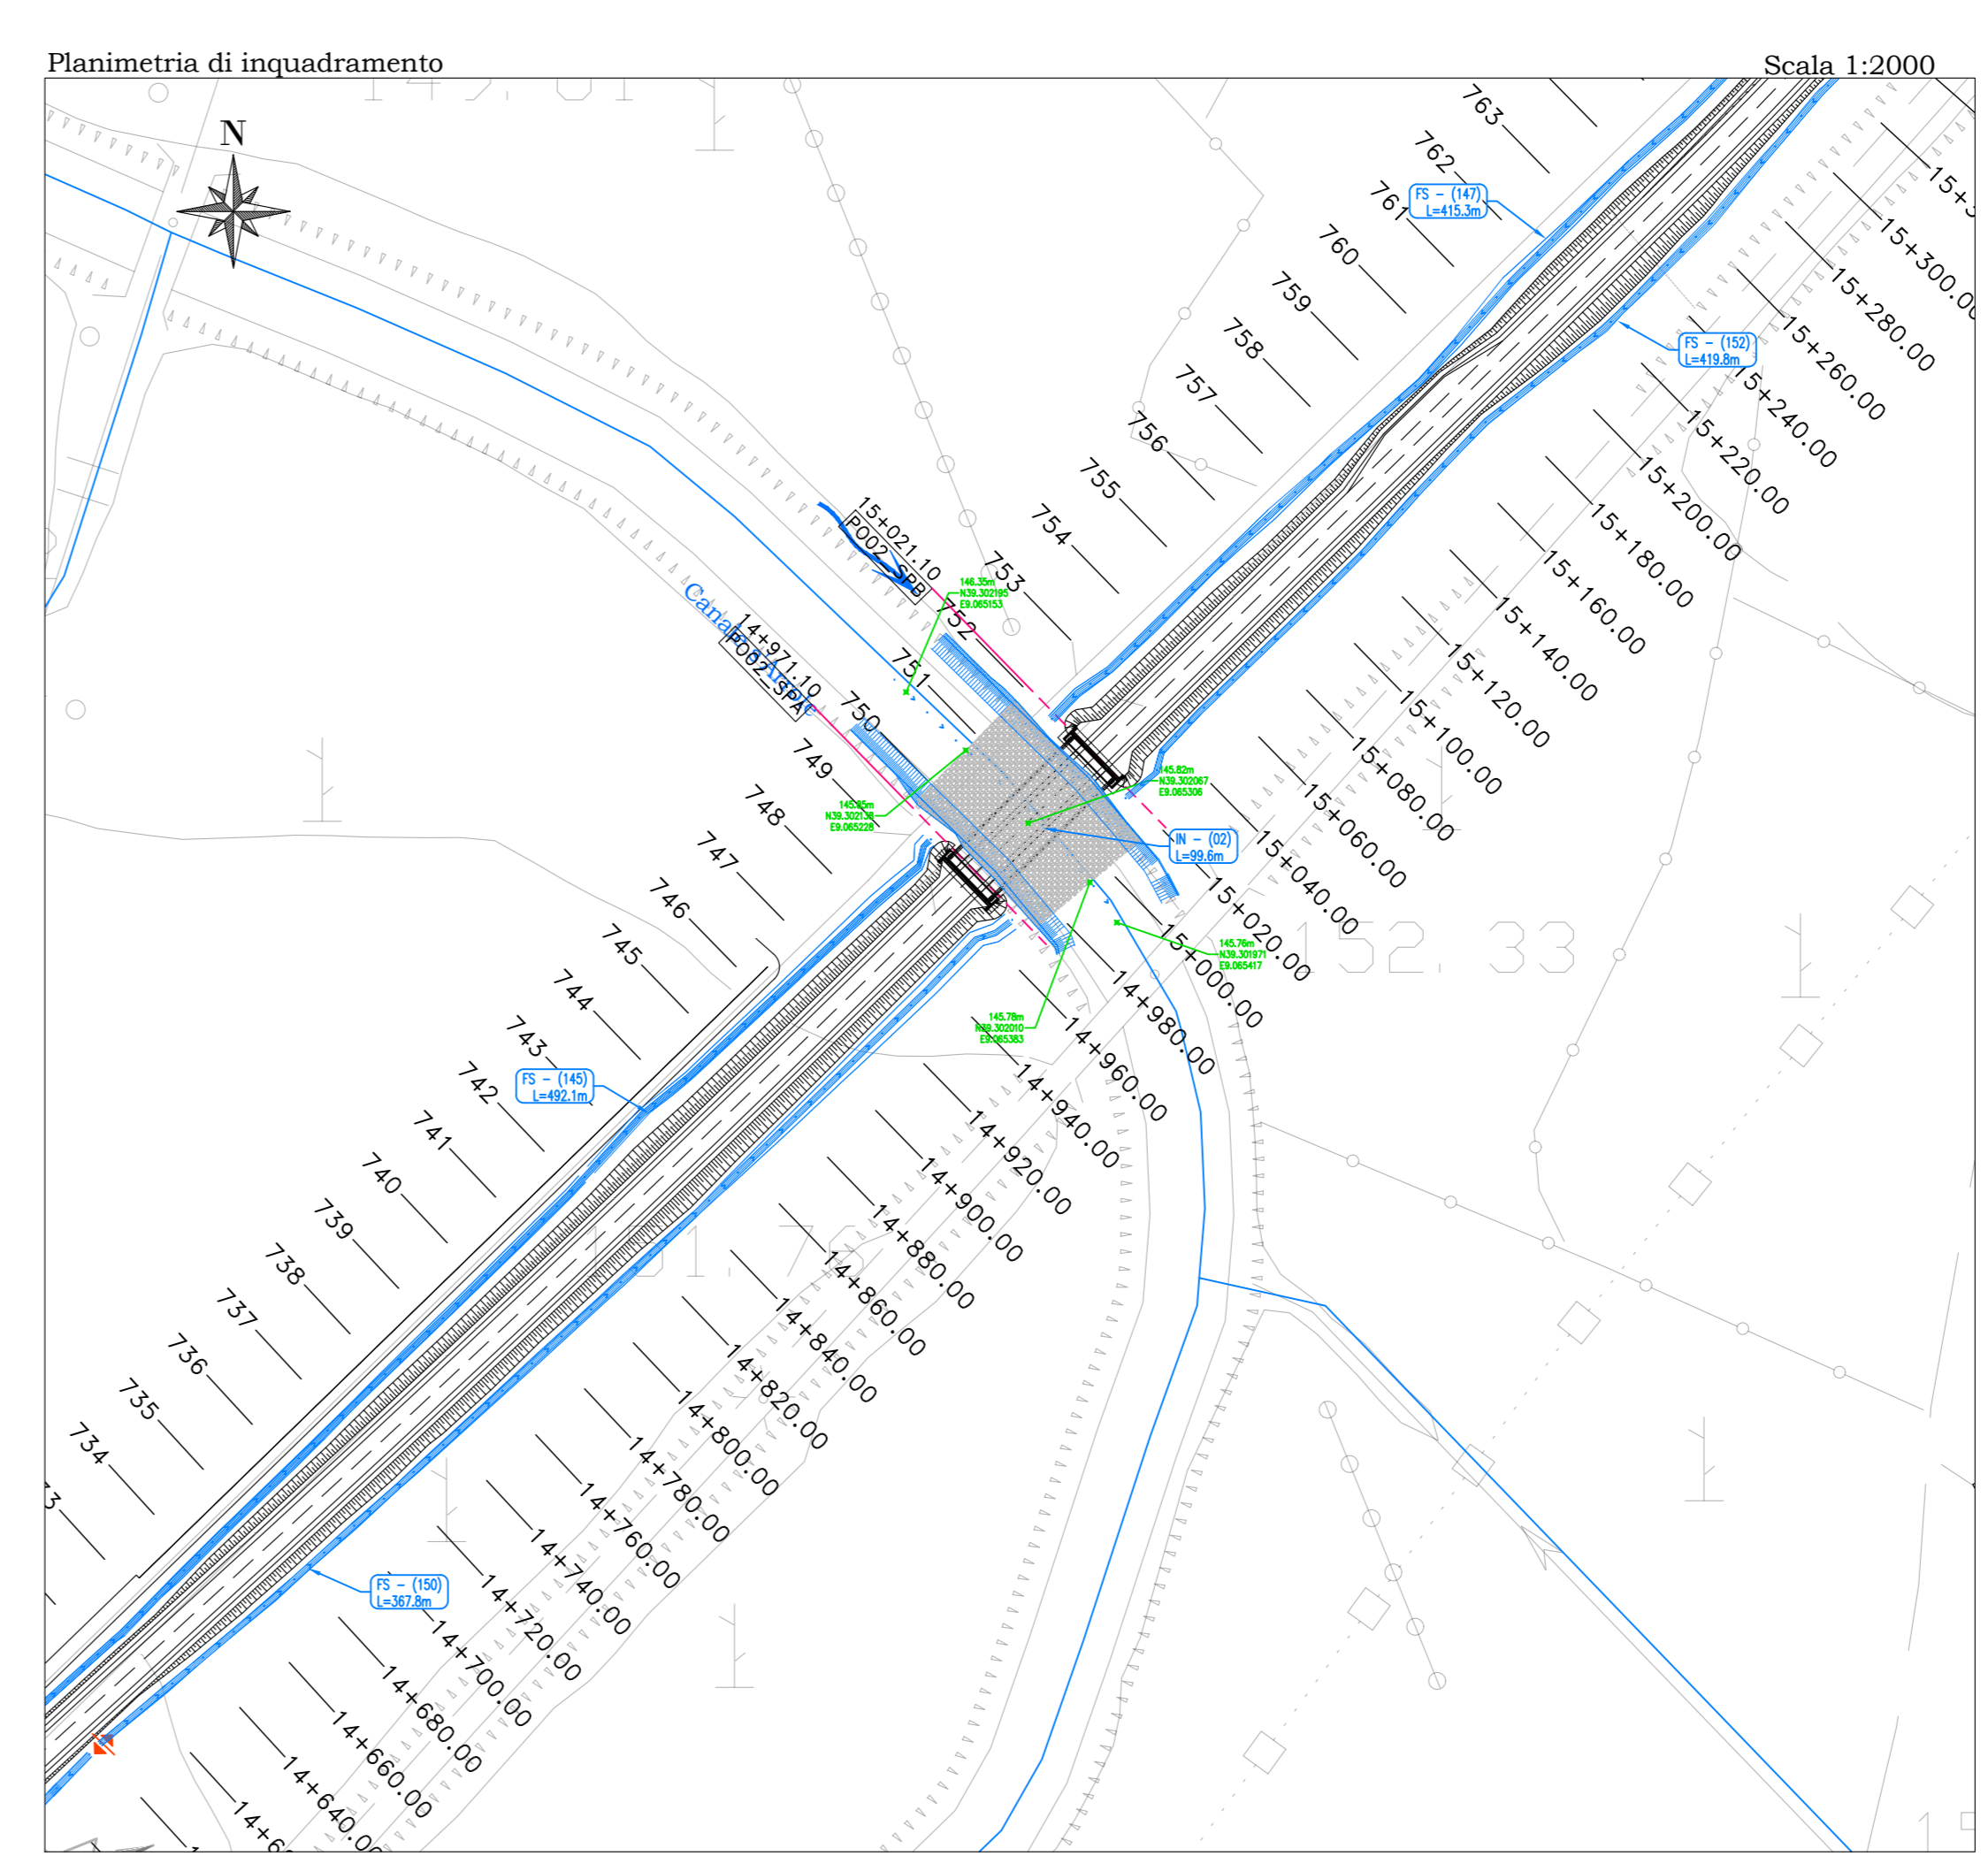 Planimetria di inquadramento
Scala 1:2000
N
763
762
761
760
759
758
757
756
755
754
753
752
751
750
749
748
747
746
745
744
743
742
741
740
739
738
737
736
735
734
FS - (147)
L=415.3m
FS - (152)
L=419.8m
15+300.00
15+280.00
15+260.00
15+240.00
15+220.00
15+200.00
15+180.00
15+160.00
15+140.00
15+120.00
15+100.00
15+080.00
15+060.00
15+040.00
15+020.00
15+000.00
14+980.00
14+960.00
14+940.00
14+920.00
14+900.00
14+880.00
14+860.00
14+840.00
14+820.00
14+800.00
14+780.00
14+760.00
14+740.00
14+720.00
14+700.00
14+680.00
14+660.00
14+640.00
15+021.10
P002_SPB
14+971.10
P002_SPA
146.35m
N39.302195
E9.065153
145.85m
N39.302138
E9.065228
145.82m
N39.302067
E9.065306
IN - (02)
L=99.6m
145.76m
N39.301971
E9.065417
145.78m
N39.302010
E9.065383
152. 33
FS - (145)
L=492.1m
FS - (150)
L=367.8m